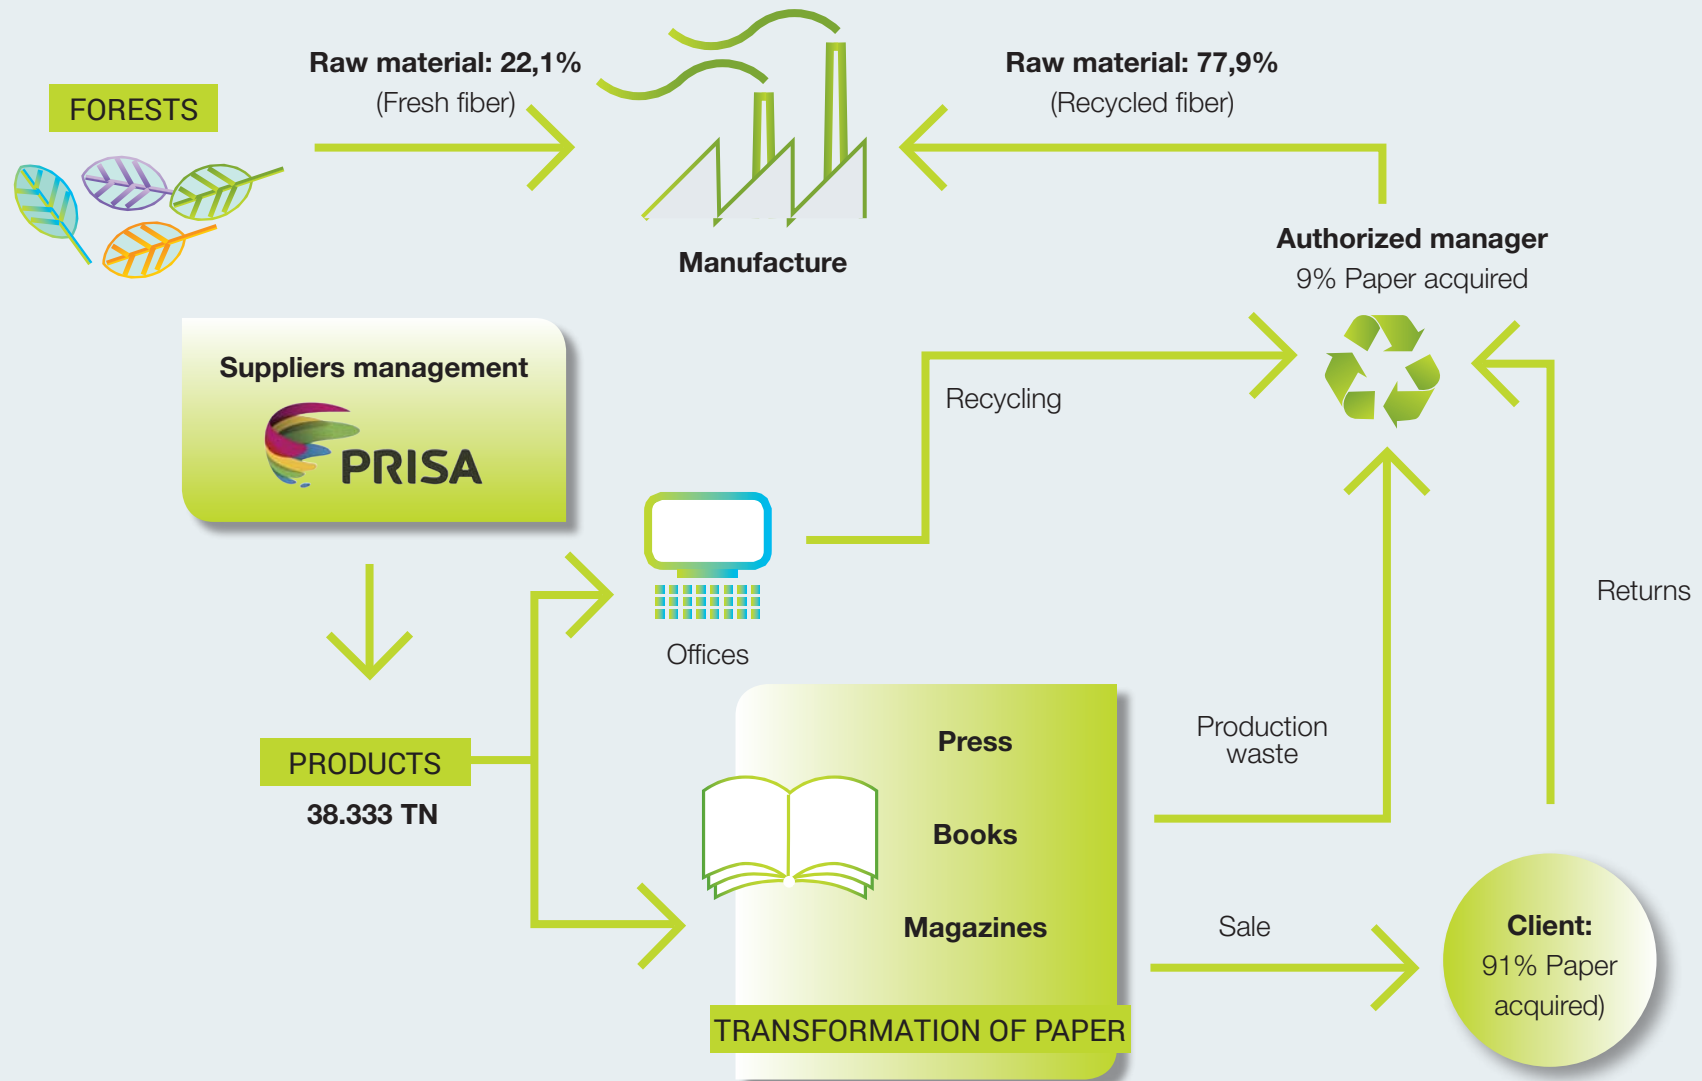 Raw material: 22,1%
(Fresh fiber)
Raw material: 77,9%
(Recycled fiber)
FORESTS
Manufacture
Authorized manager
9% Paper acquired
Suppliers management
PRISA
Recycling
Offices
Returns
PRODUCTS
38.333 TN
Press
Books
Magazines
Production
waste
Sale
Client:
91% Paper
acquired)
TRANSFORMATION OF PAPER